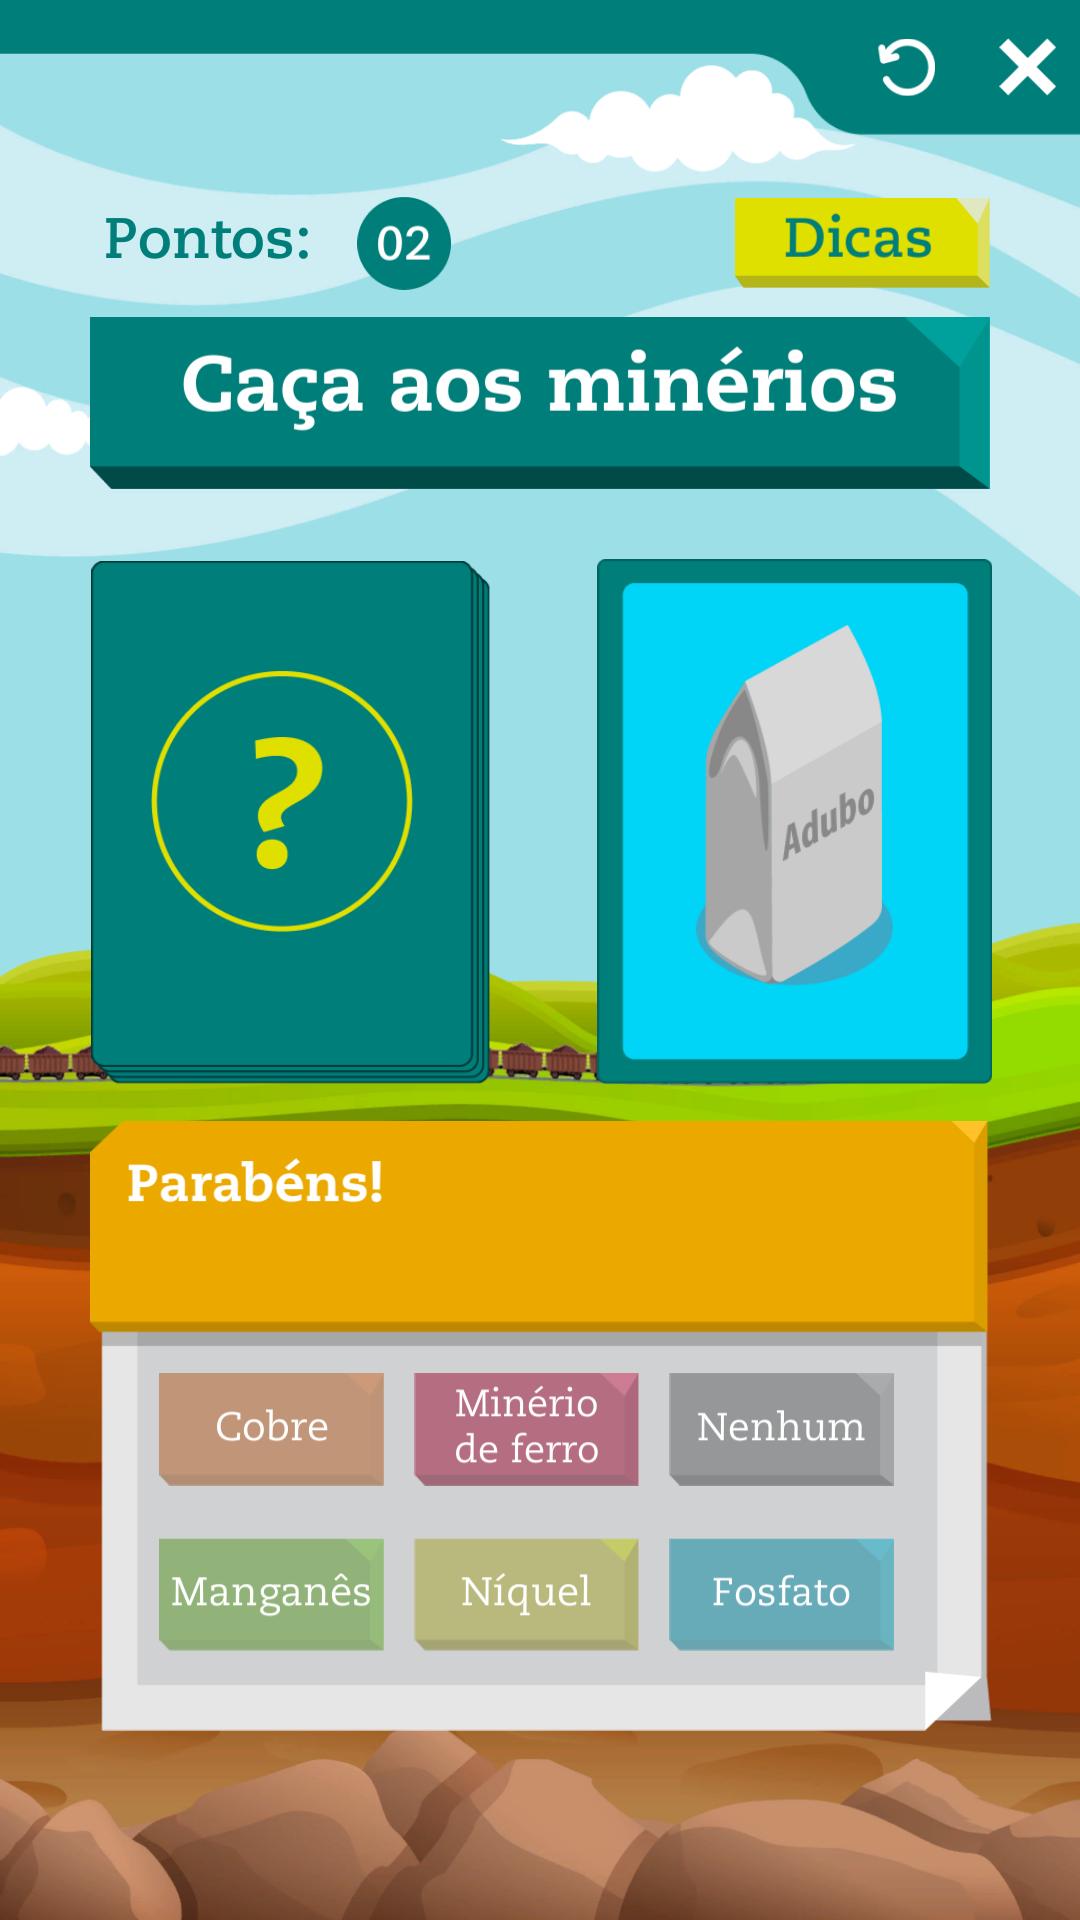 Pontos: 02
Dicas
Caça aos minérios
?
Adubo
Parabéns!
Cobre
Minério
de ferro
Nenhum
Manganês
Níquel
Fosfato